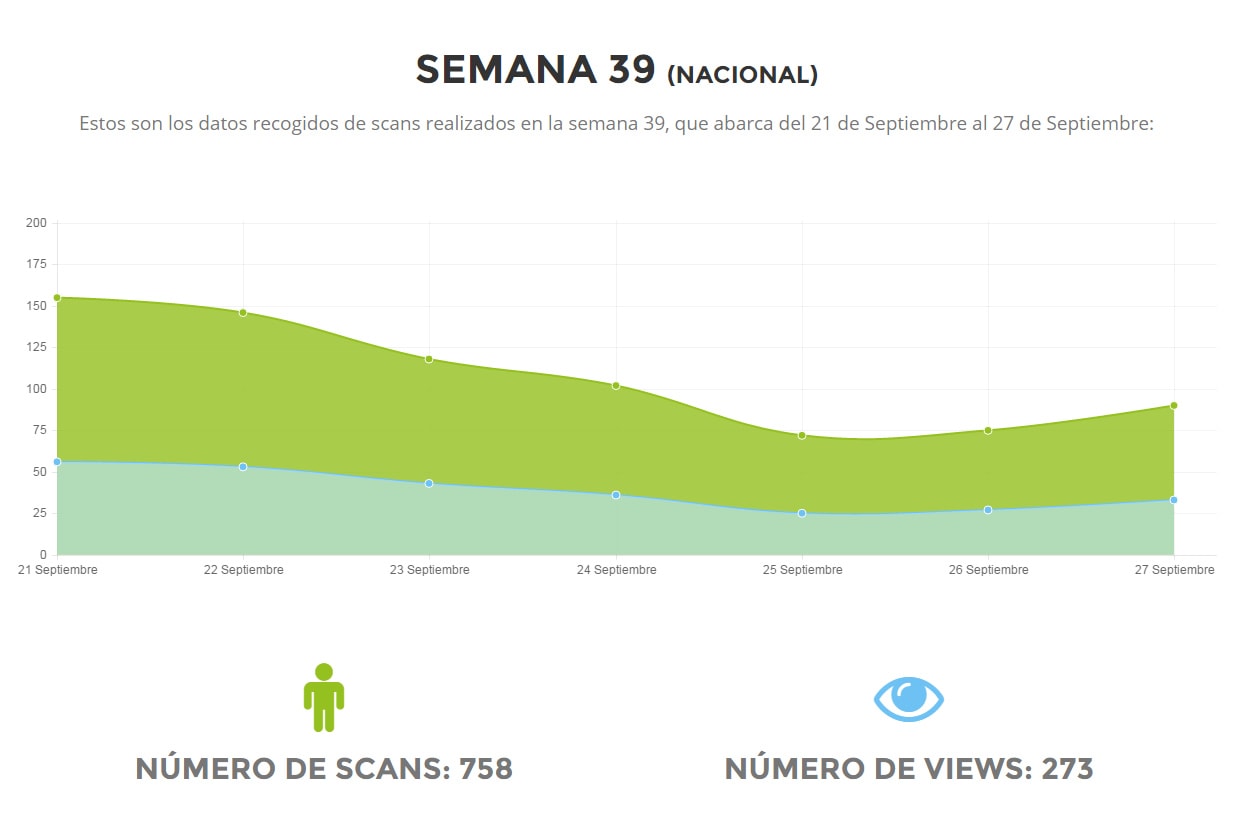 SEMANA 39 (NACIONAL)
Estos son los datos recogidos de scans realizados en la semana 39, que abarca del 21 de Septiembre al 27 de Septiembre:
200
175
150
125
100
75
50
25
0
21 Septiembre 22 Septiembre 23 Septiembre 24 Septiembre 25 Septiembre 26 Septiembre 27 Septiembre
NÚMERO DE SCANS: 758 NÚMERO DE VIEWS: 273